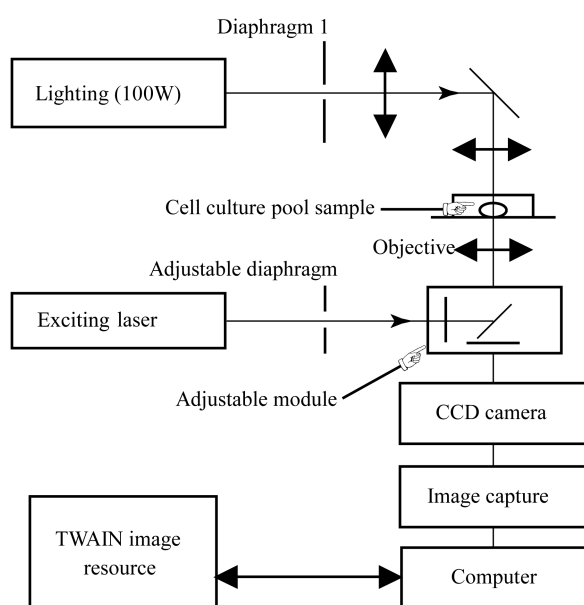 Diaphragm 1
Lighting (100W)
Cell culture pool sample
Objective
Adjustable diaphragm
Exciting laser
Adjustable module
CCD camera
Image capture
TWAIN image
resource
Computer